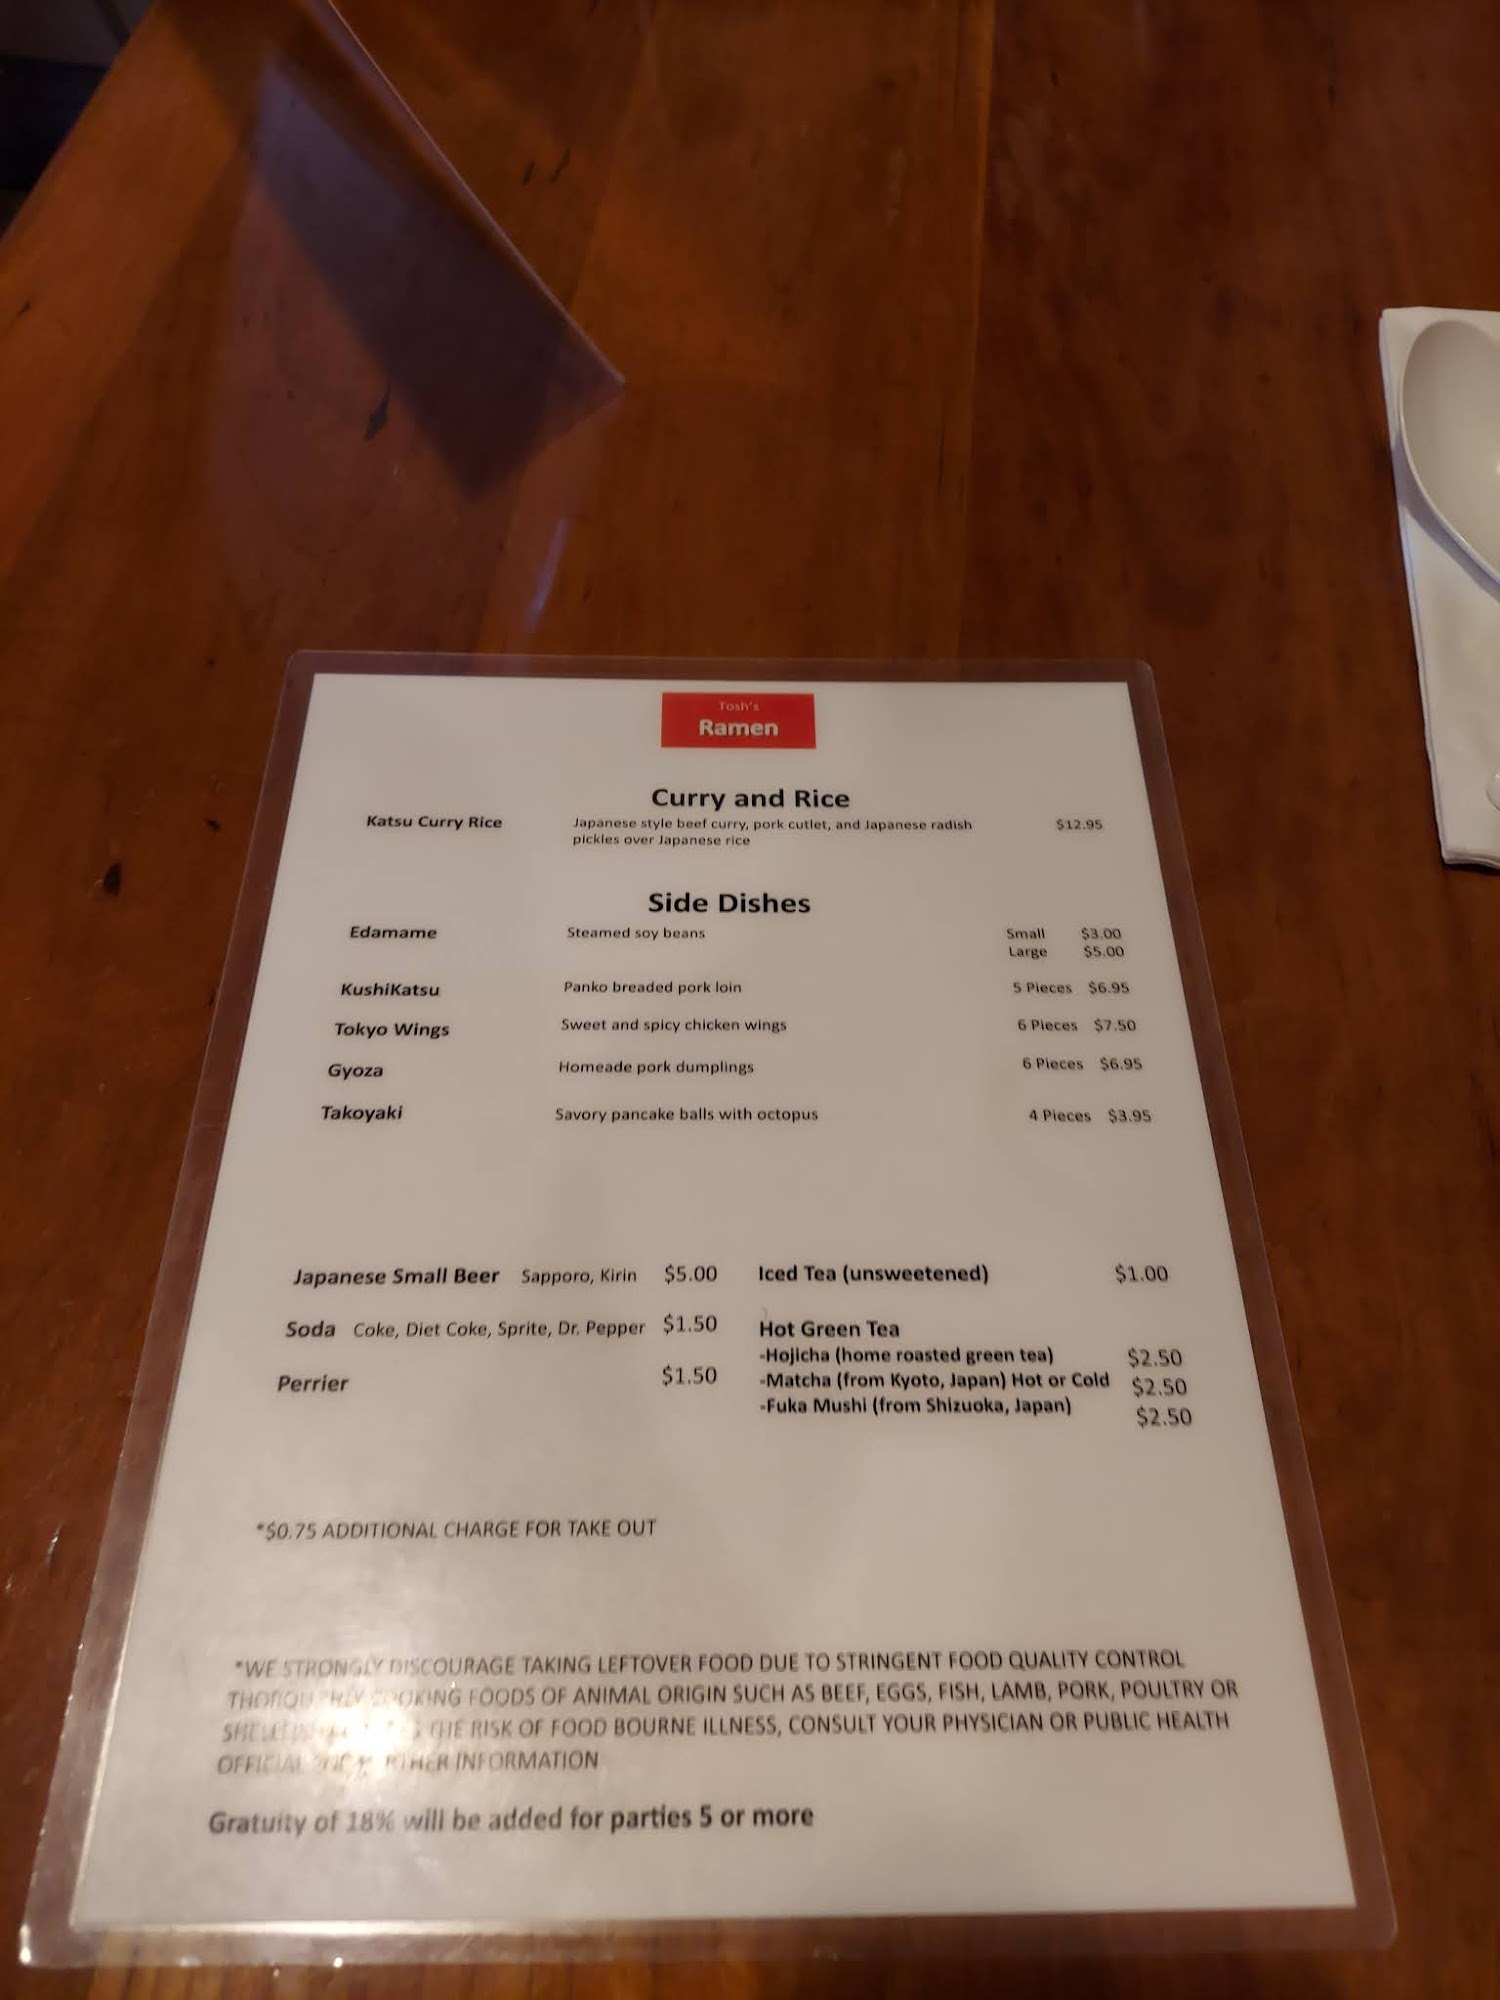 Tosh's
Ramen
Curry and Rice
Katsu Curry Rice Japanese style beef curry, pork cutlet, and Japanese radish $12.95
pickles over Japanese rice
Side Dishes
Edamame Steamed soy beans Small $3.00
Large $5.00
KushiKatsu Panko breaded pork loin 5 Pieces $6.95
Tokyo Wings Sweet and spicy chicken wings 6 Pieces $7.50
Gyoza Homeade pork dumplings 6 Pieces $6.95
Takoyaki Savory pancake balls with octopus 4 Pieces $3.95
Japanese Small Beer Sapporo, Kirin $5.00
Soda Coke, Diet Coke, Sprite, Dr. Pepper $1.50
Perrier $1.50
Iced Tea (unsweetened) $1.00
Hot Green Tea
-Hojicha (home roasted green tea) $2.50
-Matcha (from Kyoto, Japan) Hot or Cold $2.50
-Fuka Mushi (from Shizuoka, Japan) $2.50
*$0.75 ADDITIONAL CHARGE FOR TAKE OUT
*WE STRONGLY DISCOURAGE TAKING LEFTOVER FOOD DUE TO STRINGENT FOOD QUALITY CONTROL
COOKING FOODS OF ANIMAL ORIGIN SUCH AS BEEF, EGGS, FISH, LAMB, PORK, POULTRY OR
THE RISK OF FOOD BOURNE ILLNESS, CONSULT YOUR PHYSICIAN OR PUBLIC HEALTH
OFFICIAL INFORMATION
Gratuity of 18% will be added for parties 5 or more